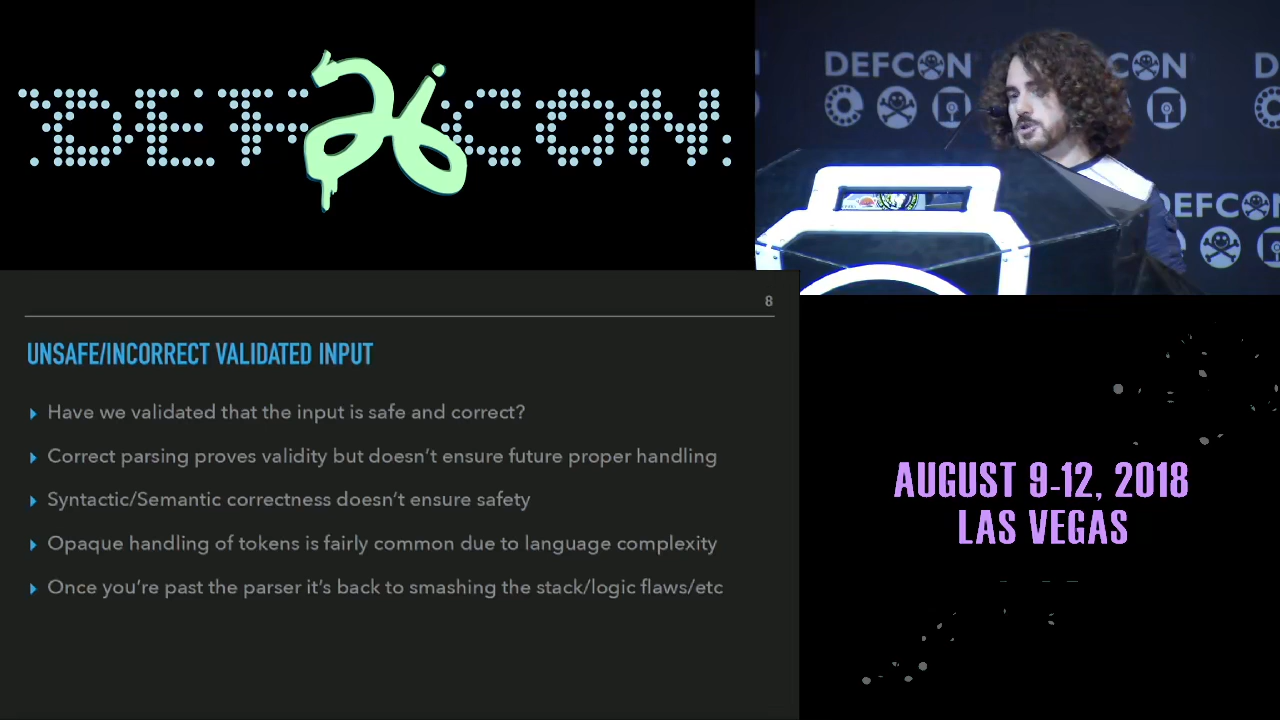 DEFCON 26
DEFCON
CON
D
DEFCON
8
UNSAFE/INCORRECT VALIDATED INPUT
Have we validated that the input is safe and correct?
Correct parsing proves validity but doesn't ensure future proper handling
Syntactic/Semantic correctness doesn't ensure safety
Opaque handling of tokens is fairly common due to language complexity
Once you're past the parser it's back to smashing the stack/logic flaws/etc
AUGUST 9-12, 2018
LAS VEGAS